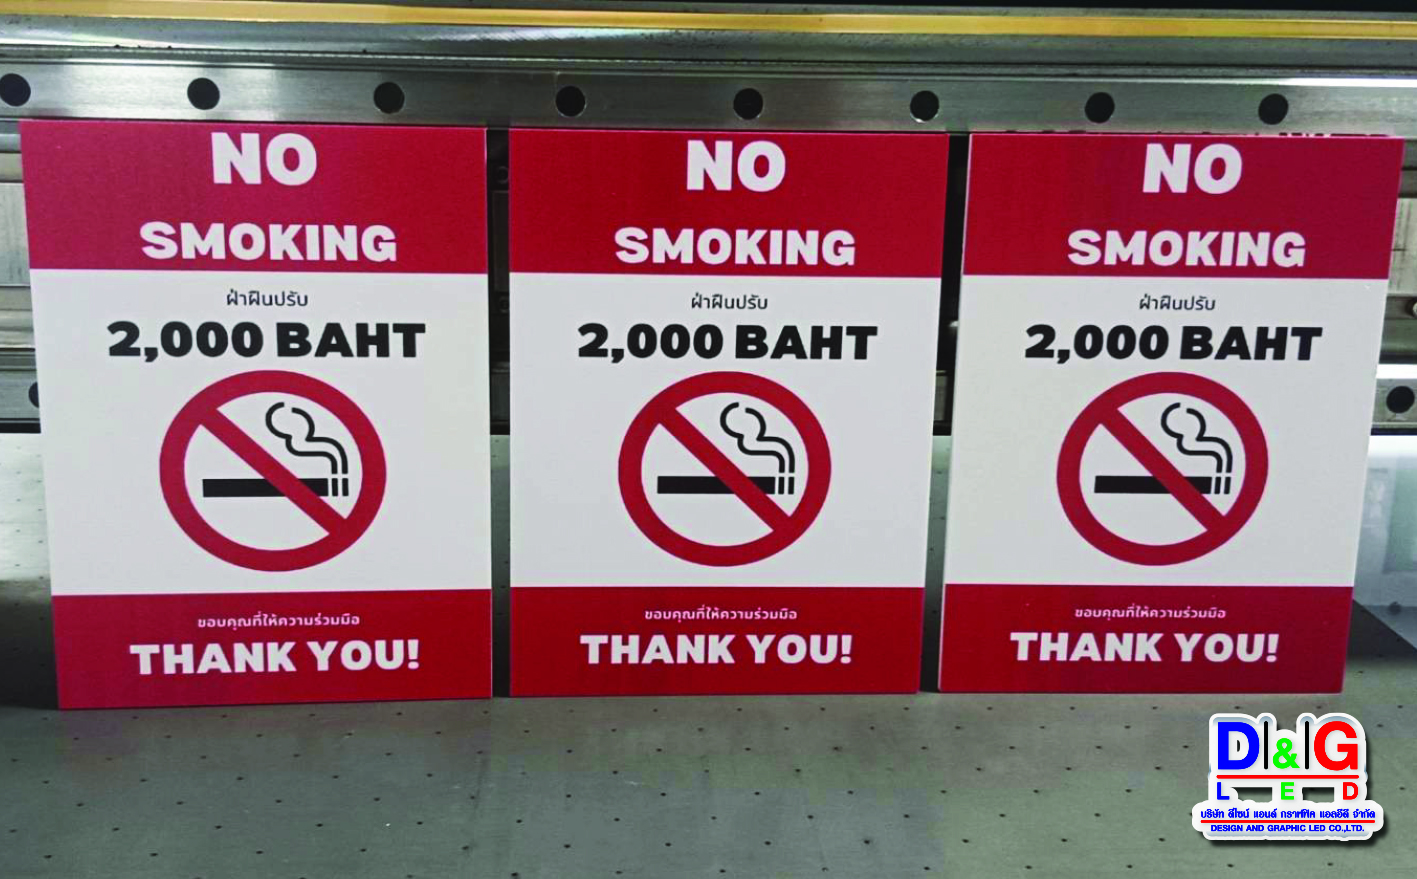 NO
SMOKING
ฝ่าฝืนปรับ
2,000 BAHT
ขอบคุณที่ให้ความร่วมมือ
THANK YOU!
NO
SMOKING
ฝ่าฝืนปรับ
2,000 BAHT
ขอบคุณที่ให้ความร่วมมือ
THANK YOU!
NO
SMOKING
ฝ่าฝืนปรับ
2,000 BAHT
ขอบคุณที่ให้ความร่วมมือ
THANK YOU!
D&G
LED
บริษัท ดีไซน์ แอนด์ กราฟฟิค แอลอีดี จำกัด
DESIGN AND GRAPHIC LED CO.,LTD.